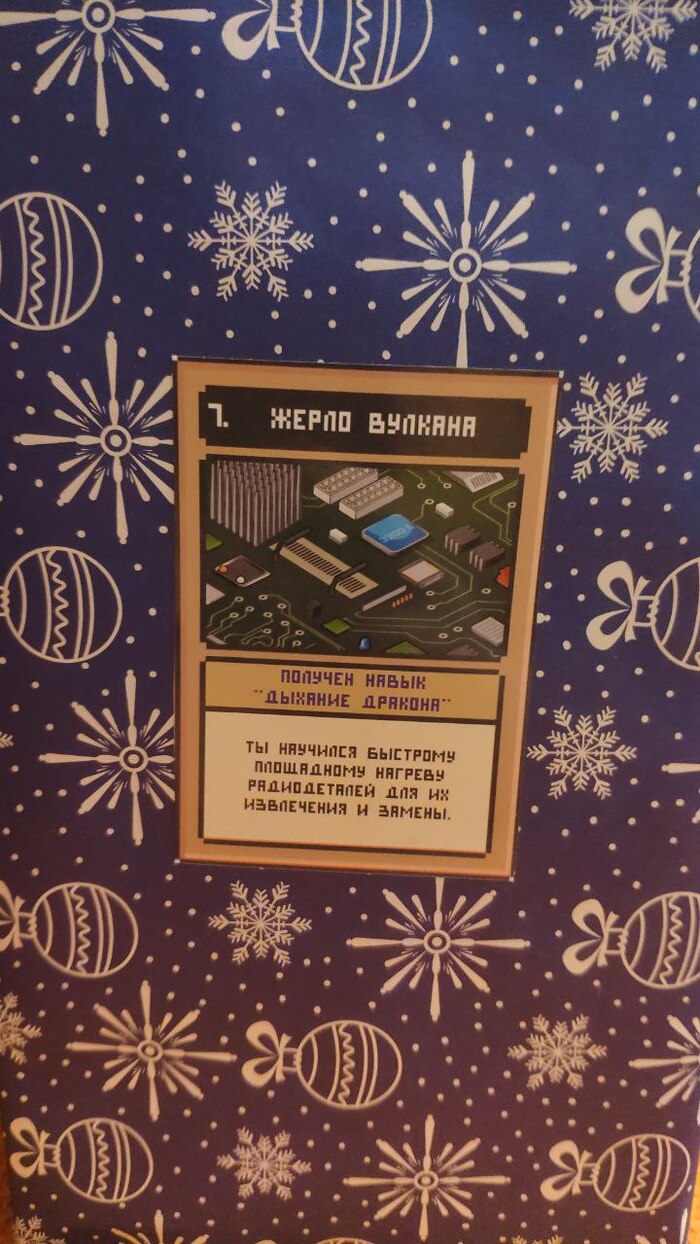 7. ЖЕРЛО ВУЛКАНА
ПОЛУЧЕН НАВЫК
"ДЫХАНИЕ ДРАКОНА"
ТЫ НАУЧИЛСЯ БЫСТРОМУ
ПЛОЩАДНОМУ НАГРЕВУ
РАДИОДЕТАЛЕЙ ДЛЯ ИХ
ИЗВЛЕЧЕНИЯ И ЗАМЕНЫ.